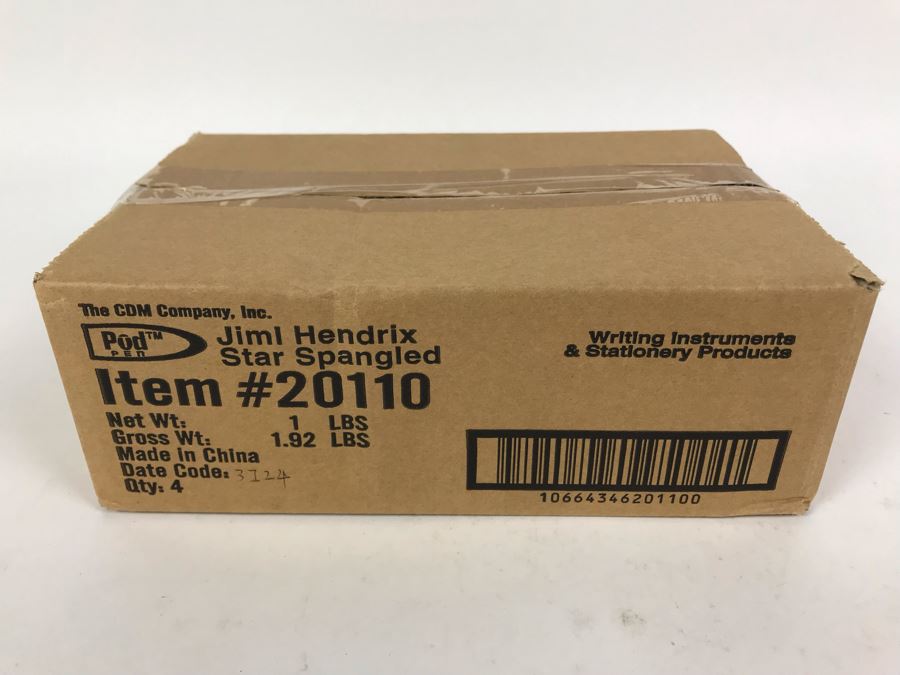 The CDM Company, Inc.
Pod™ PEN
Jimi Hendrix
Star Spangled
Item #20110
Net Wt: 1 LBS
Gross Wt: 1.92 LBS
Made in China
Date Code: 3I24
Qty: 4
Writing Instruments
& Stationery Products
10664346201100